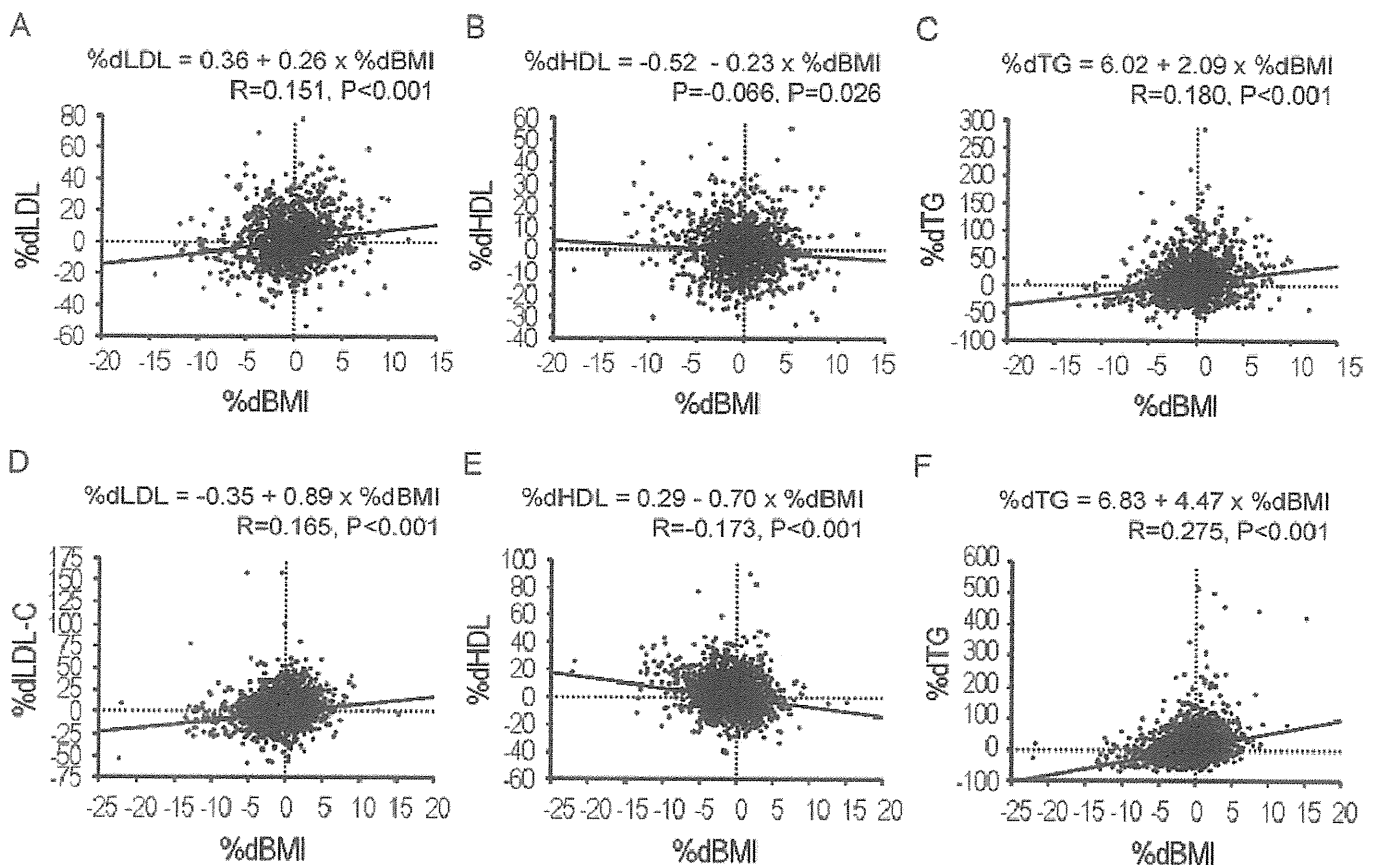 A
%dLDL = 0.36 + 0.26 x %dBMI
R=0.151, P<0.001
80
60
40
20
0
-20
-40
-60
%dLDL
-20 -15 -10 -5 0 5 10 15
%dBMI
B
%dHDL = -0.52 - 0.23 x %dBMI
P=-0.066, P=0.026
60
50
40
30
20
10
0
-10
-20
-30
-40
%dHDL
-20 -15 -10 -5 0 5 10 15
%dBMI
C
%dTG = 6.02 + 2.09 x %dBMI
R=0.180, P<0.001
300
250
200
150
100
50
0
-50
-100
%dTG
-20 -15 -10 -5 0 5 10 15
%dBMI
D
%dLDL = -0.35 + 0.89 x %dBMI
R=0.165, P<0.001
175
150
125
100
75
50
25
0
-25
-50
-75
%dLDL-C
-25 -20 -15 -10 -5 0 5 10 15 20
%dBMI
E
%dHDL = 0.29 - 0.70 x %dBMI
R=-0.173, P<0.001
100
80
60
40
20
0
-20
-40
-60
%dHDL
-25 -20 -15 -10 -5 0 5 10 15 20
%dBMI
F
%dTG = 6.83 + 4.47 x %dBMI
R=0.275, P<0.001
600
500
400
300
200
100
0
-100
%dTG
-25 -20 -15 -10 -5 0 5 10 15 20
%dBMI